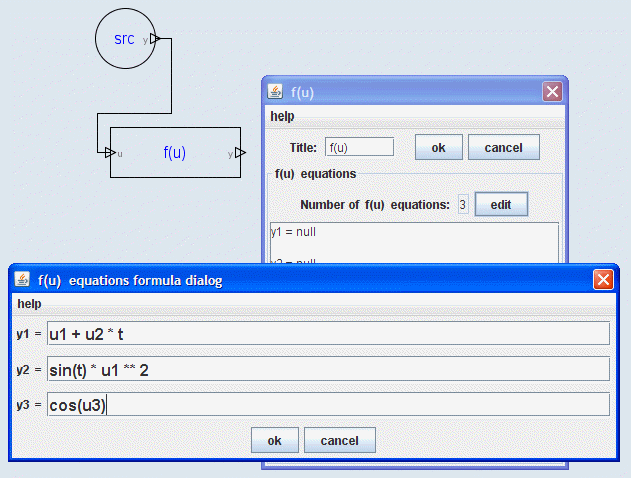 src y
u f(u) y
f(u)
help
Title: f(u) ok cancel
f(u) equations
Number of f(u) equations: 3 edit
y1 = null
y2 = null
f(u) equations formula dialog
help
y1 = u1 + u2 * t
y2 = sin(t) * u1 ** 2
y3 = cos(u3)
ok cancel